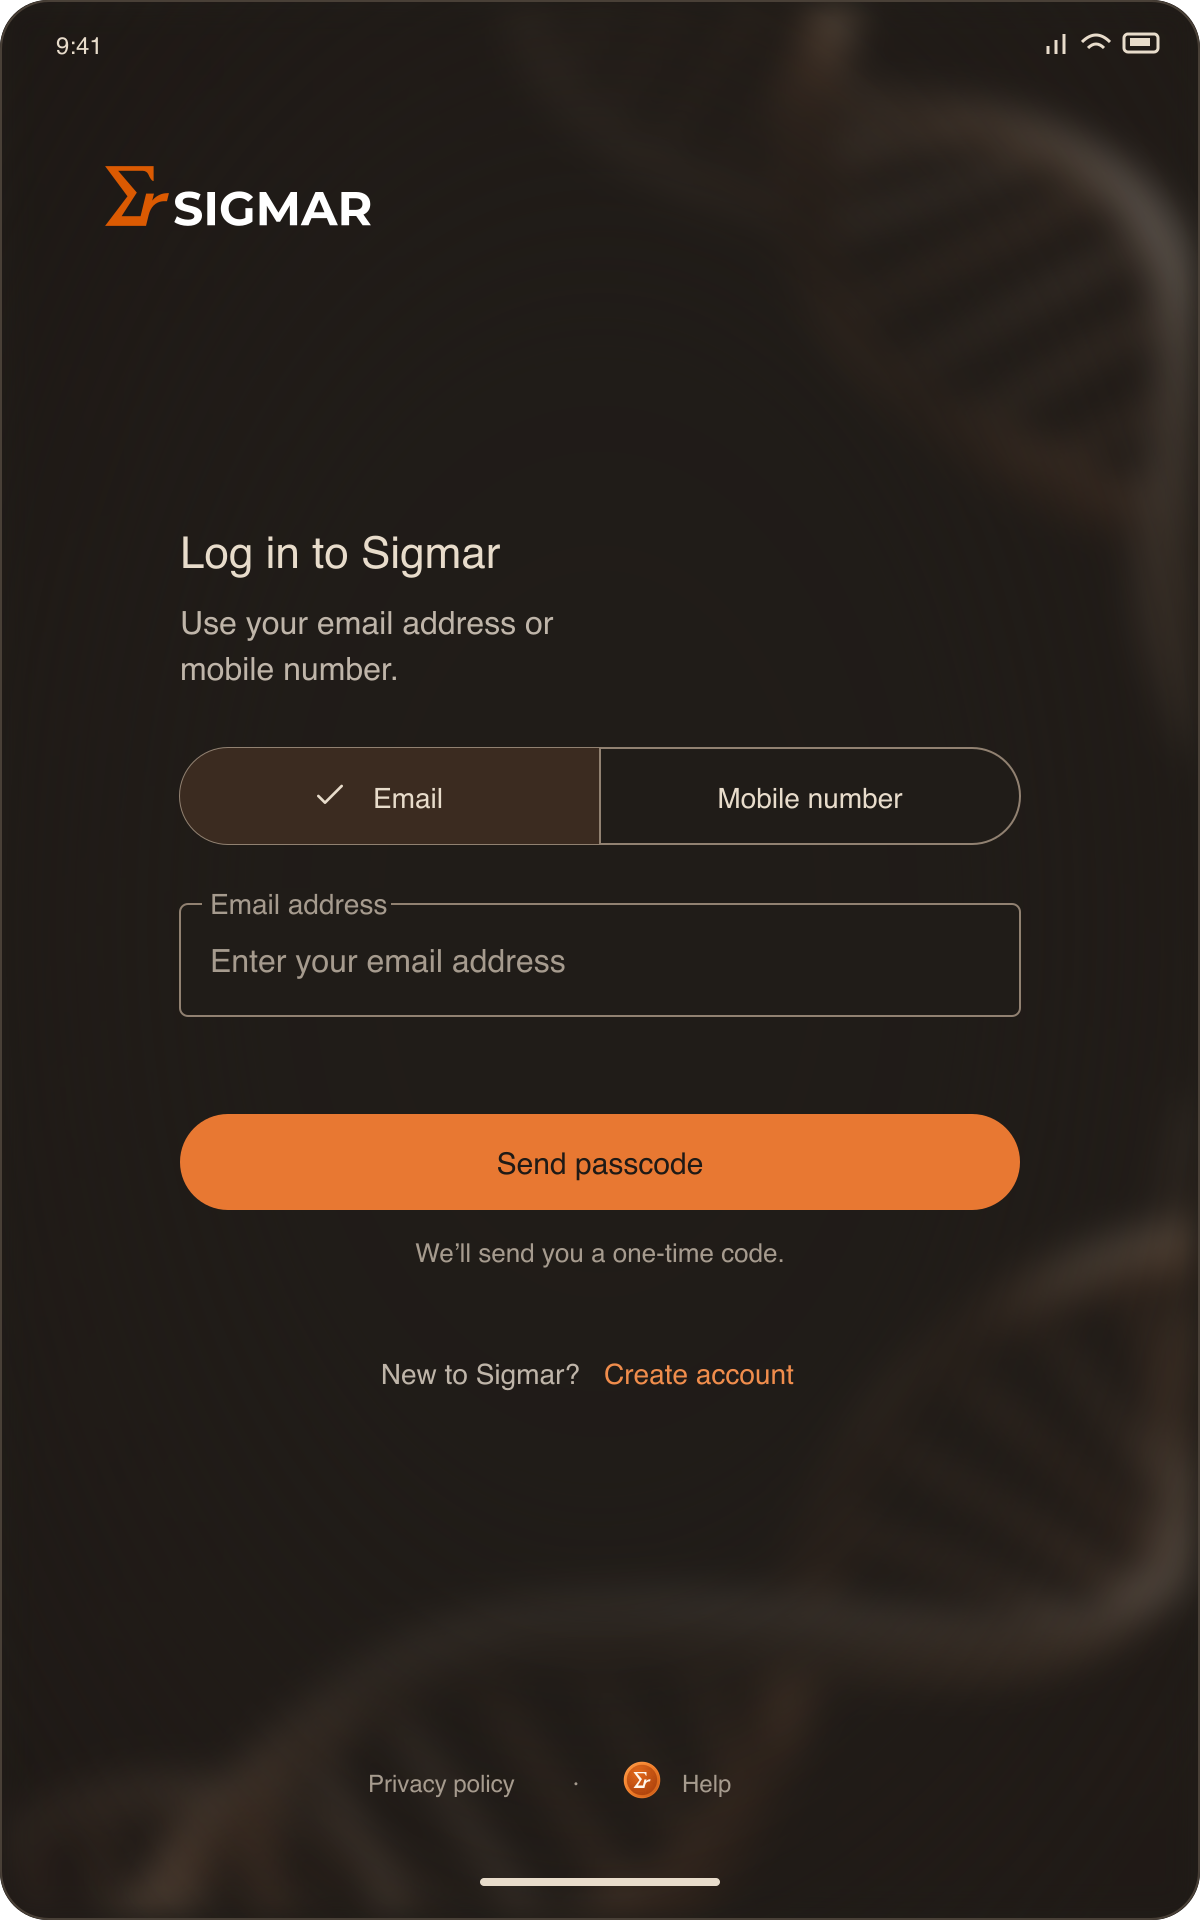 9:41
Σr SIGMAR
Log in to Sigmar
Use your email address or
mobile number.
Email
Mobile number
Email address
Enter your email address
Send passcode
We’ll send you a one-time code.
New to Sigmar? Create account
Privacy policy · Σr Help